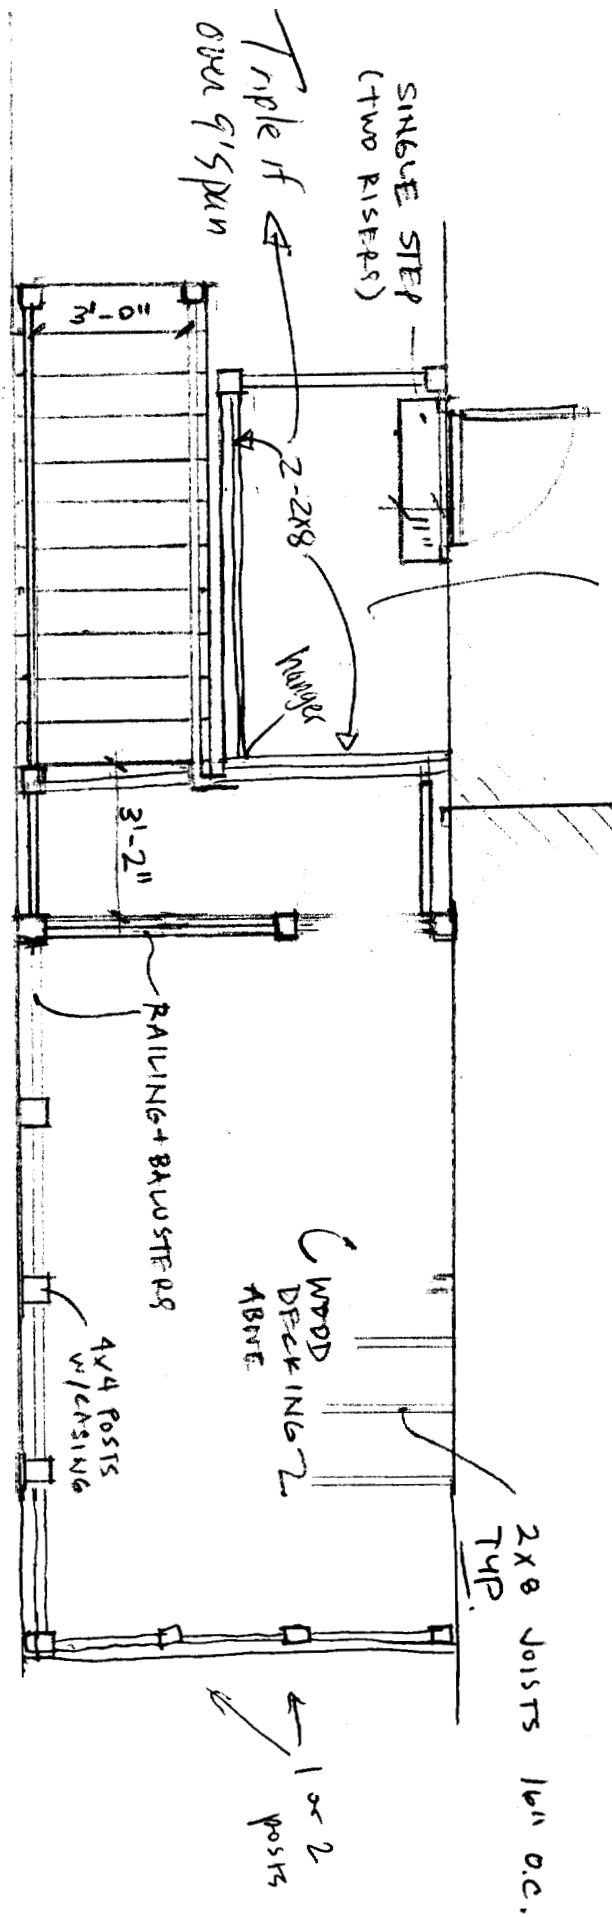 SINGLE STEP
(TWO RISERS)
Triple if
over 9' Span
3'-0"
2-2x8
11"
hanger
3'-2"
RAILING + BALUSTERS
WOOD
DECKING
ABOVE
4x4 POSTS
W/CASING
2x8 JOISTS 16" O.C.
TYP.
1 or 2
posts